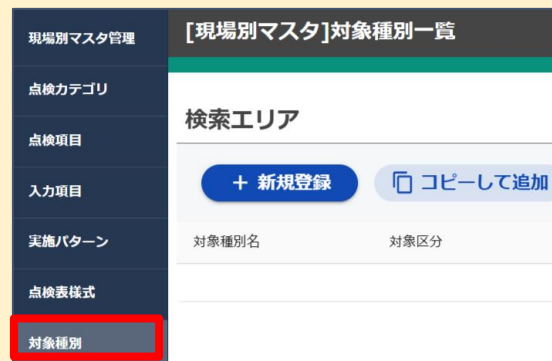 現場別マスタ管理
点検カテゴリ
点検項目
入力項目
実施パターン
点検表様式
対象種別
[現場別マスタ]対象種別一覧
検索エリア
+ 新規登録 コピーして追加
対象種別名 対象区分